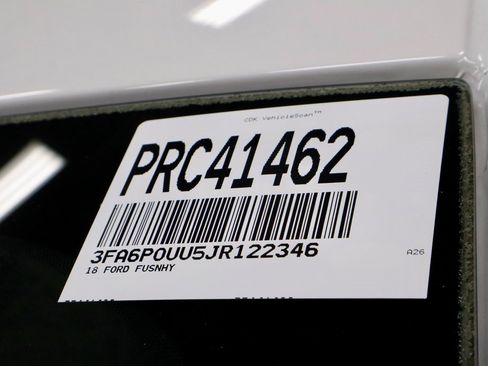 CDK VehicleScan™
PRC41462
3FA6P0UU5JR122346
18 FORD FUSNHY
A26